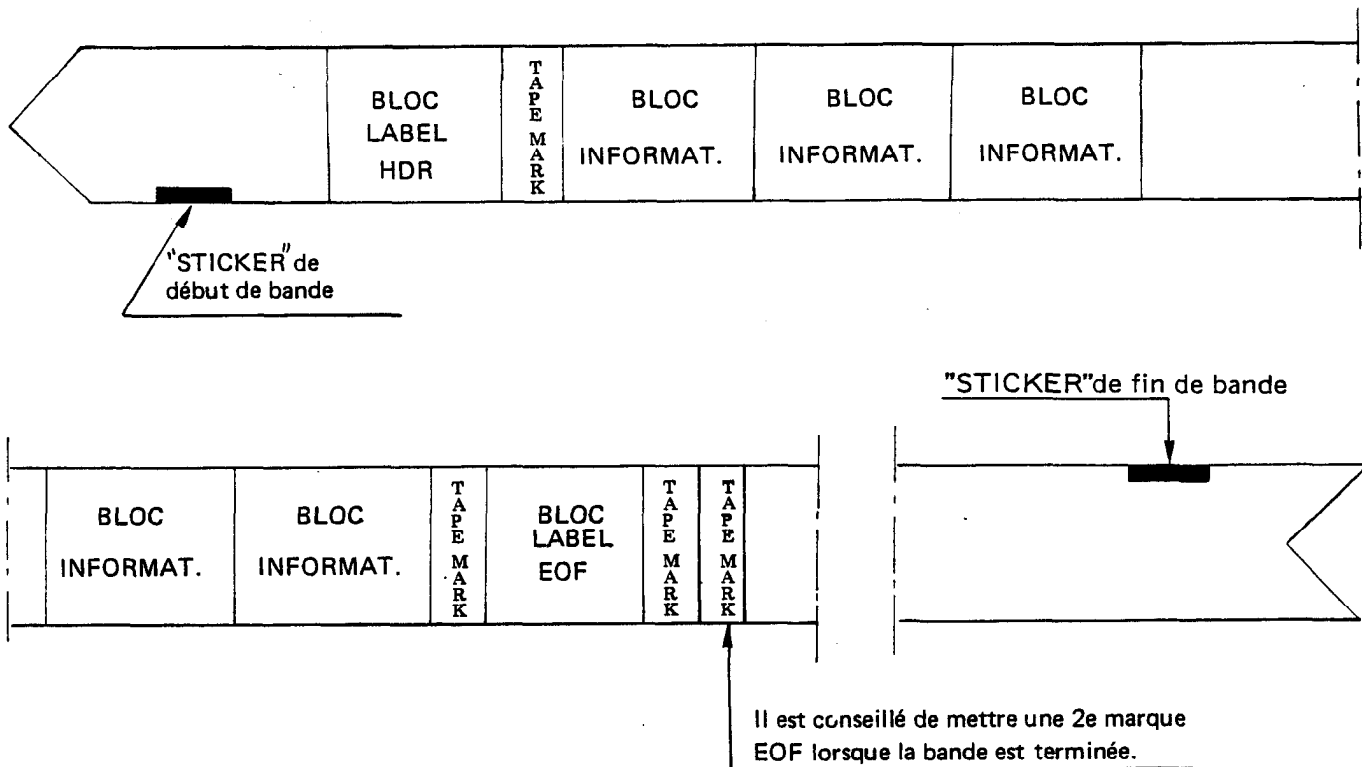 BLOC
LABEL
HDR
TAPE MARK
BLOC
INFORMAT.
BLOC
INFORMAT.
BLOC
INFORMAT.
"STICKER" de
début de bande
"STICKER" de fin de bande
BLOC
INFORMAT.
BLOC
INFORMAT.
TAPE MARK
BLOC
LABEL
EOF
TAPE MARK
TAPE MARK
Il est conseillé de mettre une 2e marque
EOF lorsque la bande est terminée.